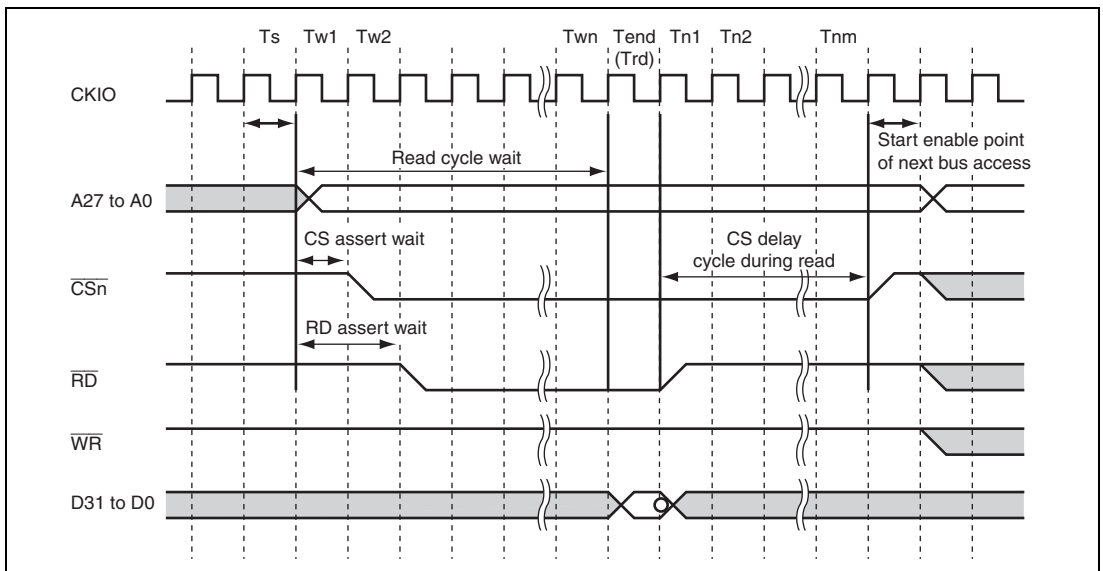 Ts Tw1 Tw2 Twn Tend Tn1 Tn2 Tnm
(Trd)
CKIO
Start enable point
of next bus access
Read cycle wait
A27 to A0
CS assert wait
CS delay
cycle during read
CSn
RD assert wait
RD
WR
D31 to D0